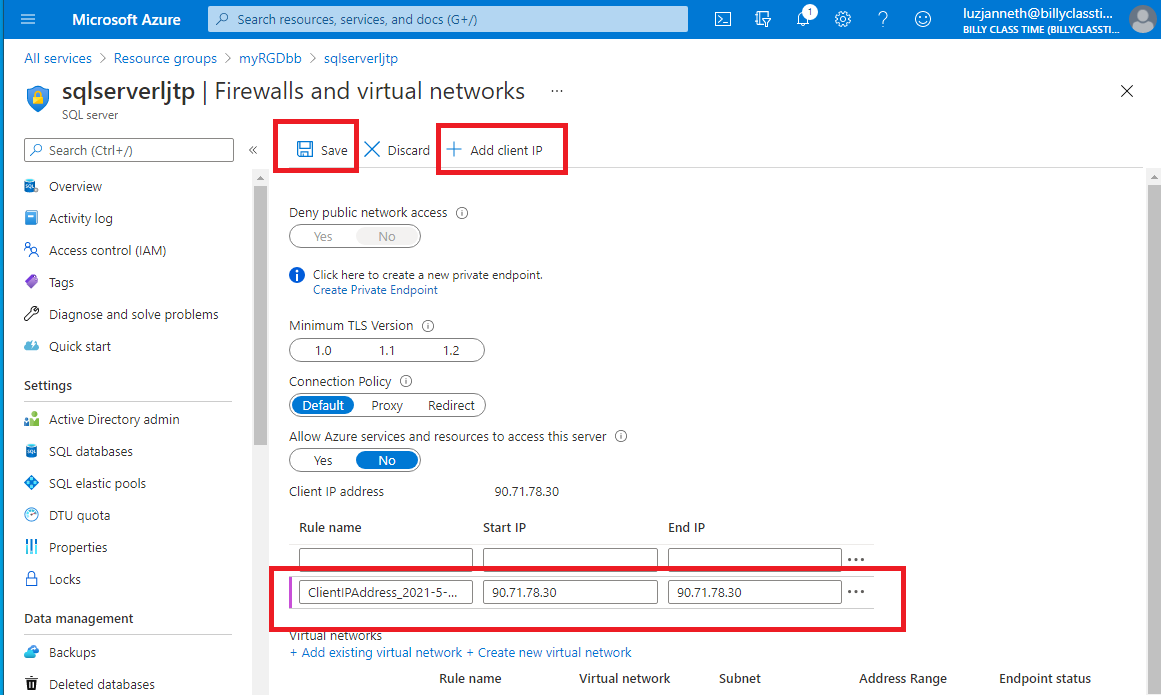 Microsoft Azure
Search resources, services, and docs (G+/)
1
luzjanneth@billyclassti...
BILLY CLASS TIME (BILLYCLASSTI...
All services > Resource groups > myRGDbb > sqlserverljtp
sqlserverljtp | Firewalls and virtual networks ...
SQL server
Search (Ctrl+/)
«
Save
Discard
+ Add client IP
Overview
Activity log
Access control (IAM)
Tags
Diagnose and solve problems
Quick start
Settings
Active Directory admin
SQL databases
SQL elastic pools
DTU quota
Properties
Locks
Data management
Backups
Deleted databases
Deny public network access
Yes No
Click here to create a new private endpoint.
Create Private Endpoint
Minimum TLS Version
1.0 1.1 1.2
Connection Policy
Default Proxy Redirect
Allow Azure services and resources to access this server
Yes No
Client IP address 90.71.78.30
Rule name Start IP End IP
...
ClientIPAddress_2021-5-... 90.71.78.30 90.71.78.30 ...
Virtual networks
+ Add existing virtual network + Create new virtual network
Rule name Virtual network Subnet Address Range Endpoint status